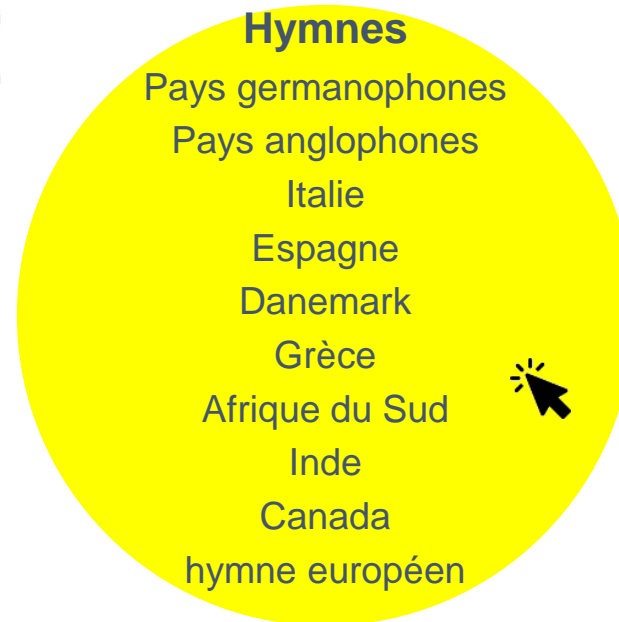 Hymnes
Pays germanophones
Pays anglophones
Italie
Espagne
Danemark
Grèce
Afrique du Sud
Inde
Canada
hymne européen